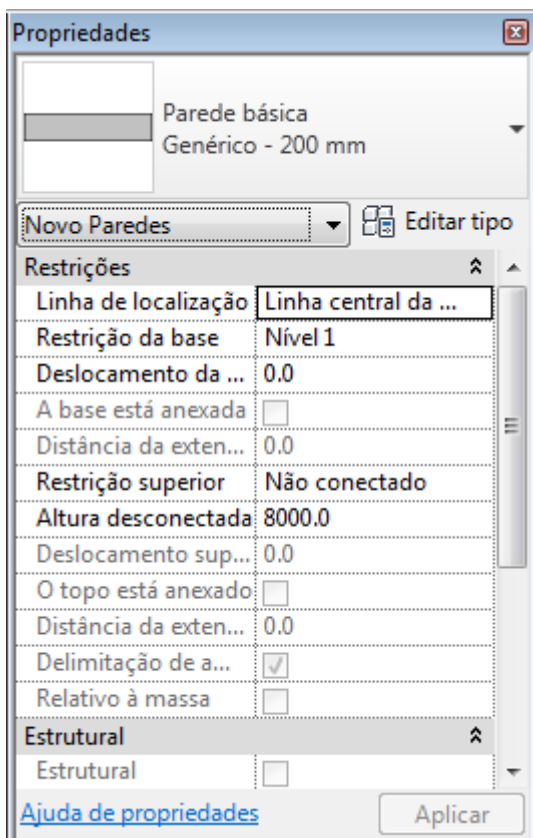 Propriedades
Parede básica
Genérico - 200 mm
Novo Paredes
Editar tipo
Restrições
Linha de localização Linha central da ...
Restrição da base Nível 1
Deslocamento da ... 0.0
A base está anexada
Distância da exten... 0.0
Restrição superior Não conectado
Altura desconectada 8000.0
Deslocamento sup... 0.0
O topo está anexado
Distância da exten... 0.0
Delimitação de a...
Relativo à massa
Estrutural
Estrutural
Ajuda de propriedades Aplicar